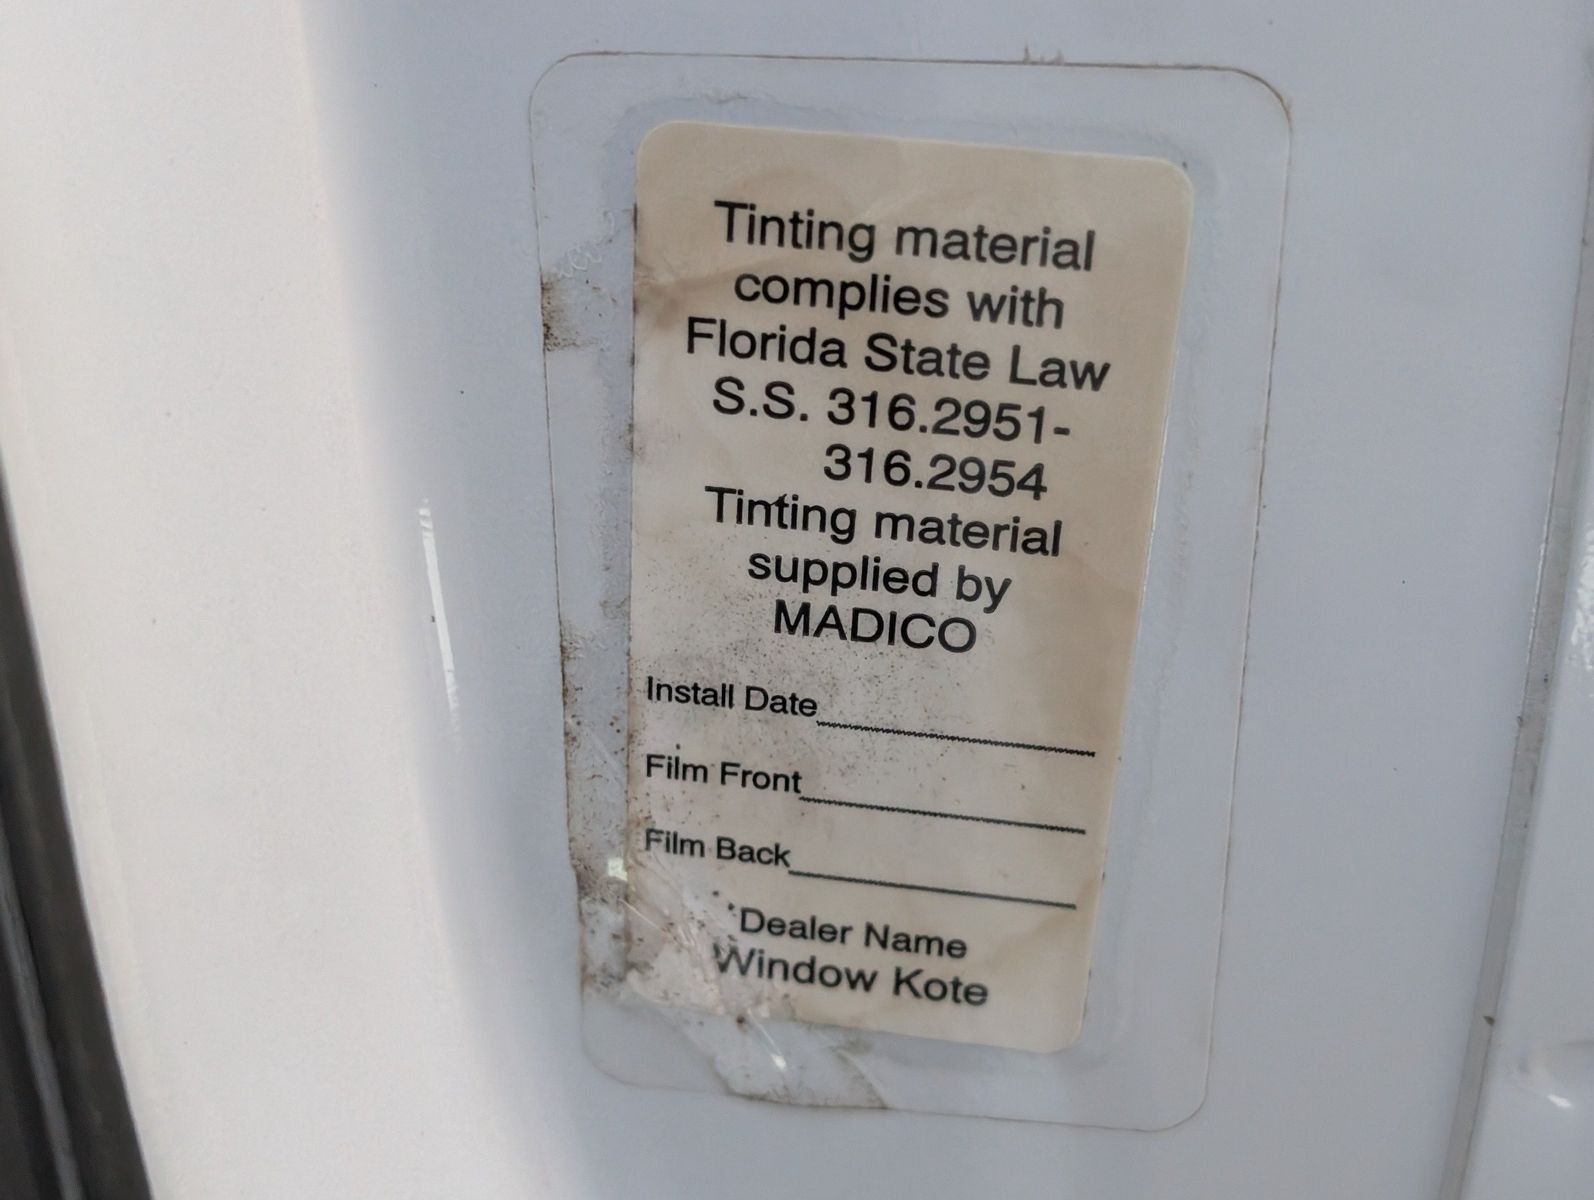 Tinting material
complies with
Florida State Law
S.S. 316.2951-
316.2954
Tinting material
supplied by
MADICO
Install Date
Film Front
Film Back
Dealer Name
Window Kote